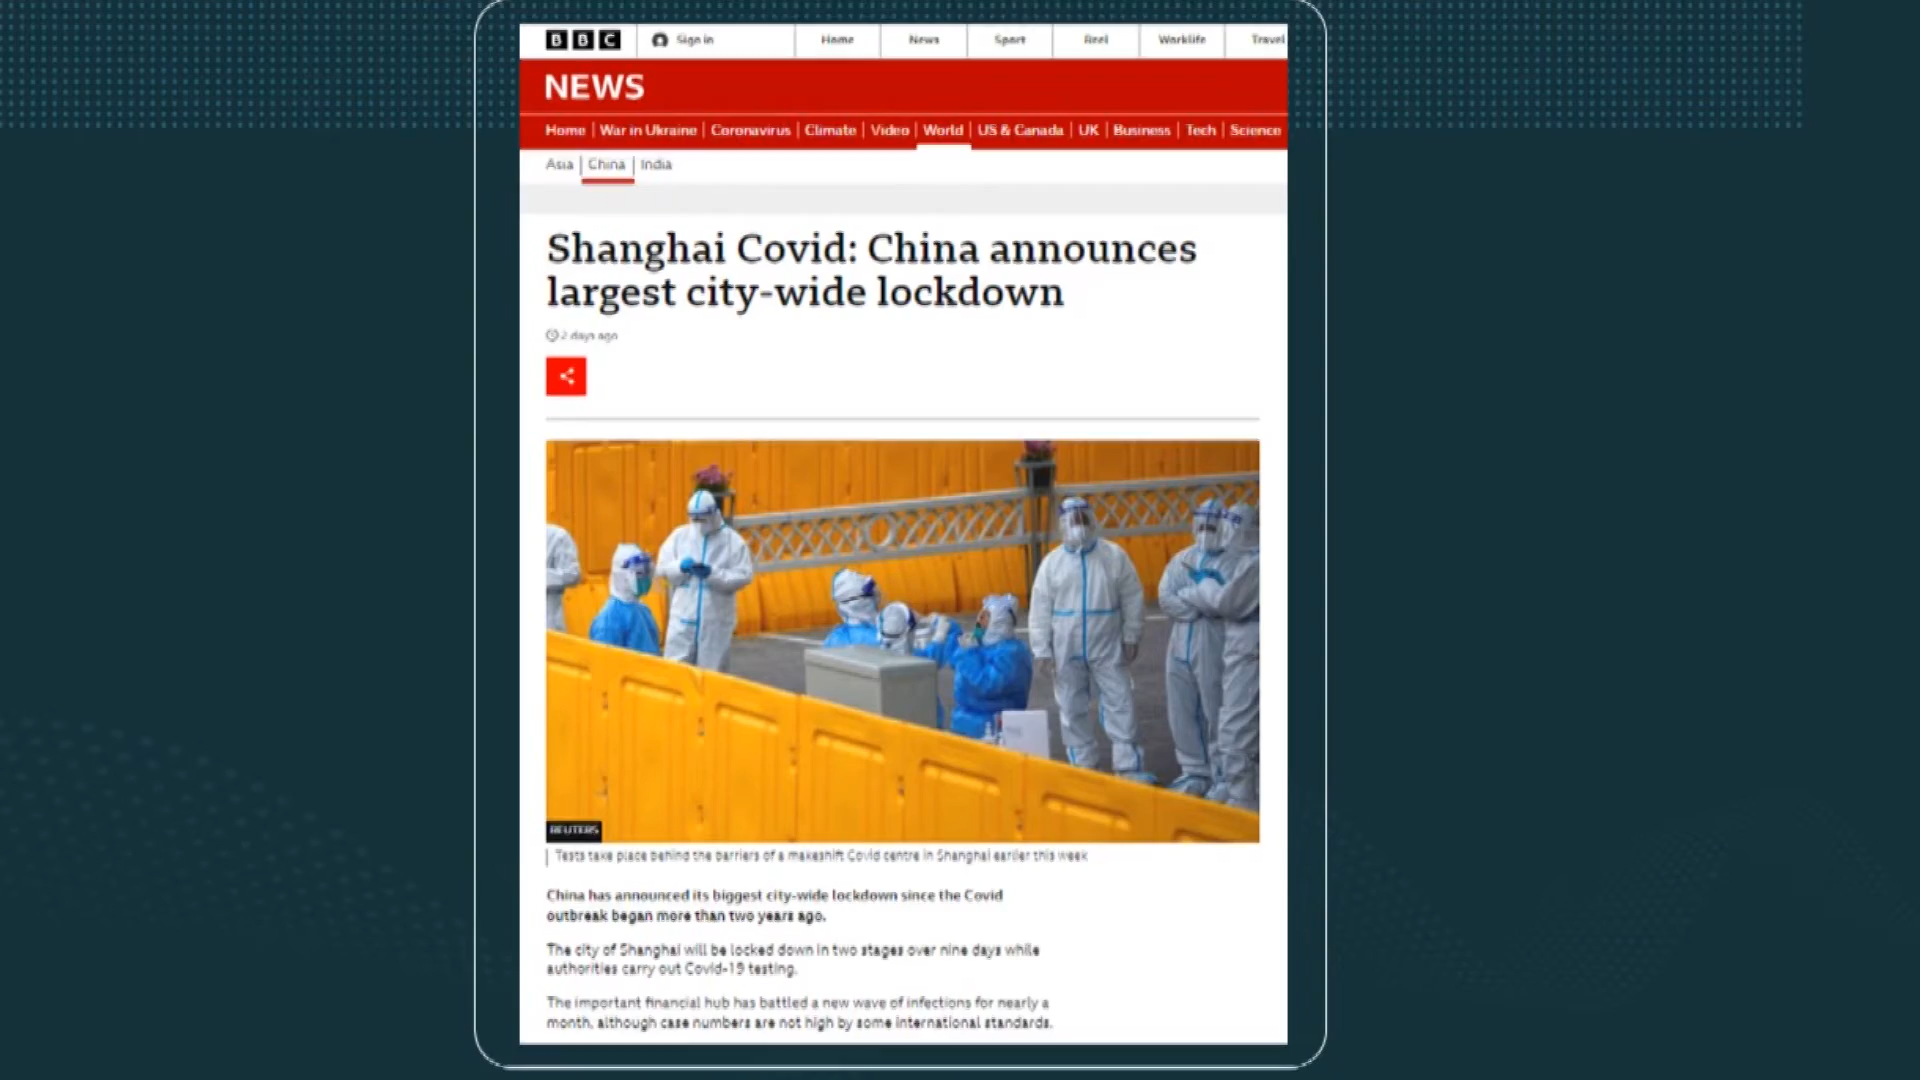 BBC Sign in Home News Sport Reel Worklife Travel
NEWS
Home War in Ukraine Coronavirus Climate Video World US & Canada UK Business Tech Science
Asia China India
Shanghai Covid: China announces
largest city-wide lockdown
2 days ago
REUTERS
Tests take place behind the barriers of a makeshift Covid centre in Shanghai earlier this week
China has announced its biggest city-wide lockdown since the Covid
outbreak began more than two years ago.
The city of Shanghai will be locked down in two stages over nine days while
authorities carry out Covid-19 testing.
The important financial hub has battled a new wave of infections for nearly a
month, although case numbers are not high by some international standards.